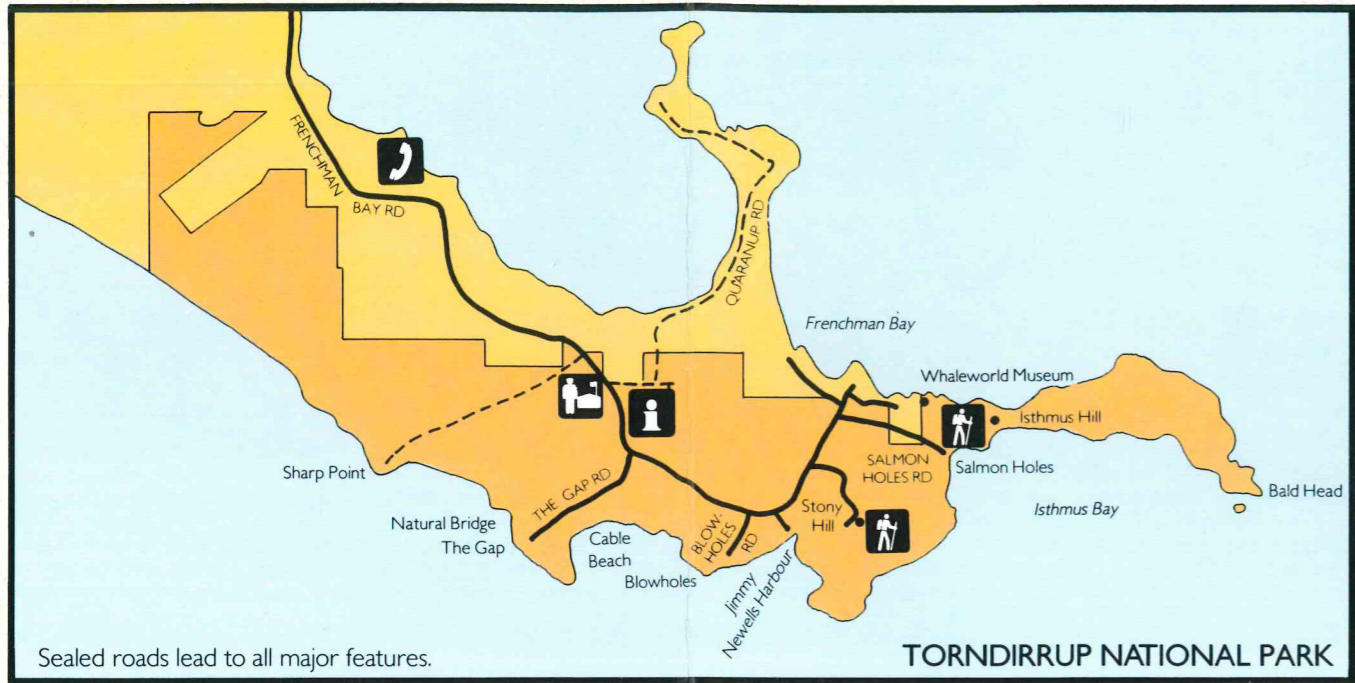 FRENCHMAN
BAY RD
QUARANUP RD
Frenchman Bay
Whaleworld Museum
Isthmus Hill
SALMON
HOLES RD
Salmon Holes
Sharp Point
THE GAP RD
Stony
Hill
Isthmus Bay
Bald Head
Natural Bridge
The Gap
Cable
Beach
BLOW-
HOLES
RD
Blowholes
Jimmy
Newells Harbour
Sealed roads lead to all major features.
TORNDIRRUP NATIONAL PARK